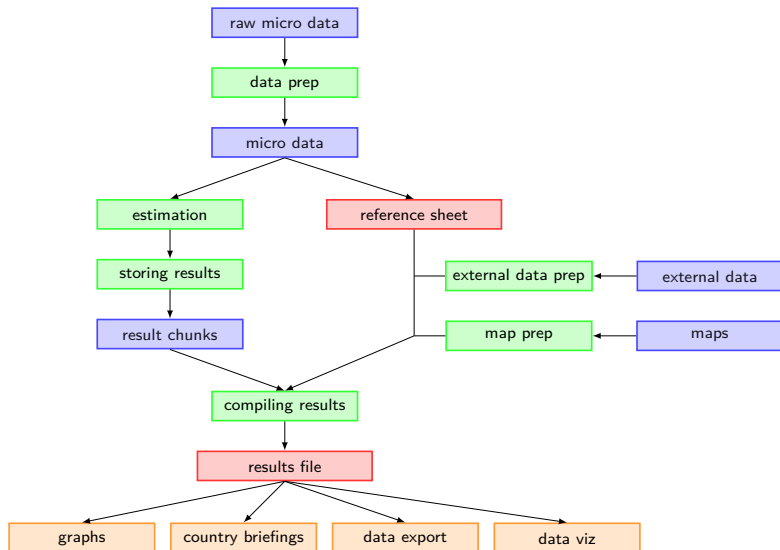 raw micro data
data prep
micro data
estimation
reference sheet
storing results
external data prep
external data
result chunks
map prep
maps
compiling results
results file
graphs
country briefings
data export
data viz